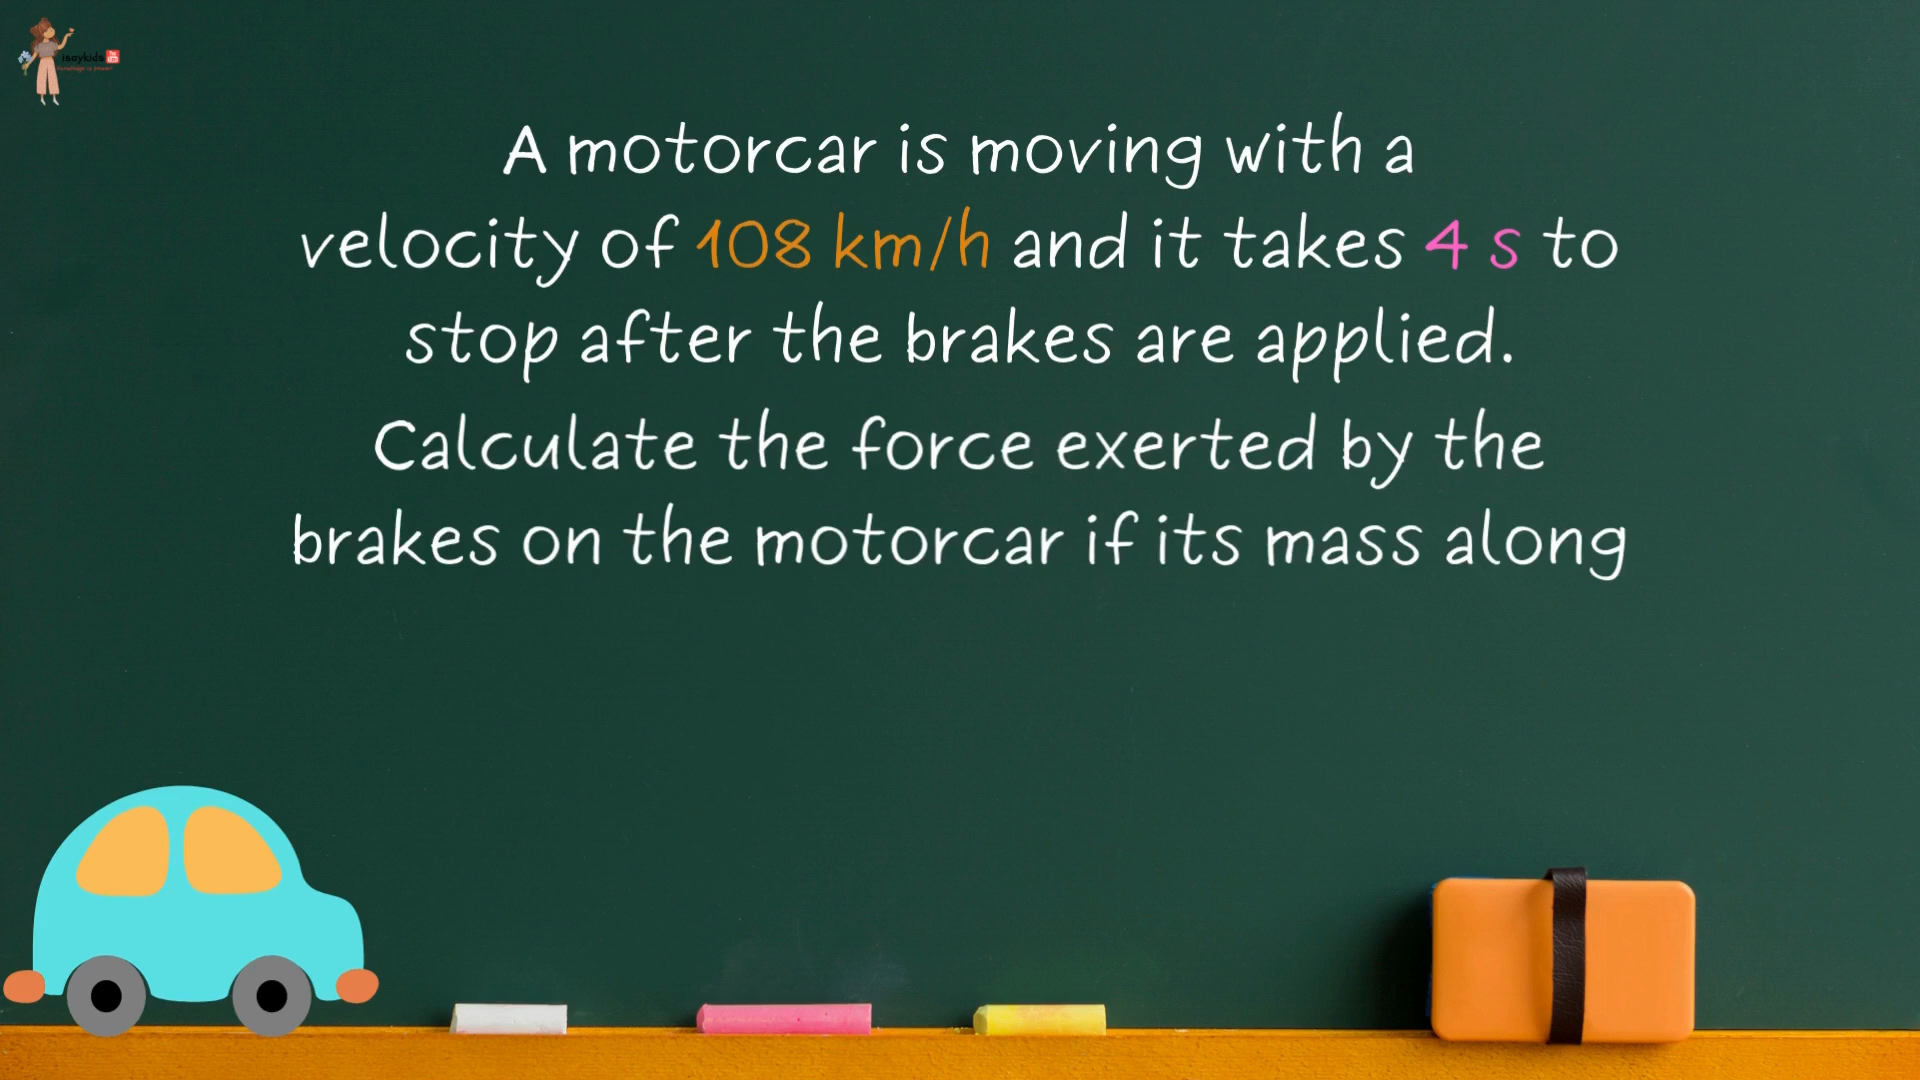 isaykids
A motorcar is moving with a
velocity of 108 km/h and it takes 4 s to
stop after the brakes are applied.
Calculate the force exerted by the
brakes on the motorcar if its mass along